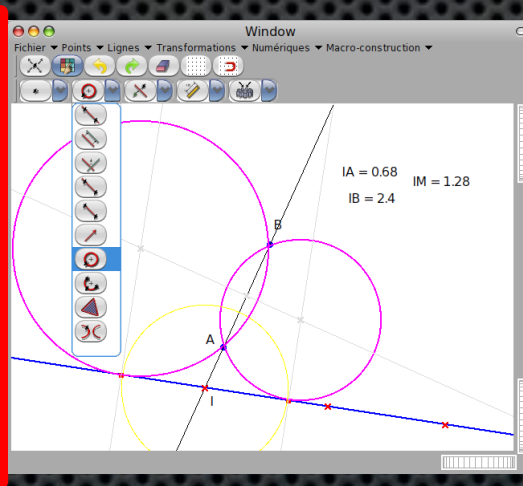 Window
Fichier Points Lignes Transformations Numériques Macro-construction
IA = 0.68
IM = 1.28
IB = 2.4
B
A
I